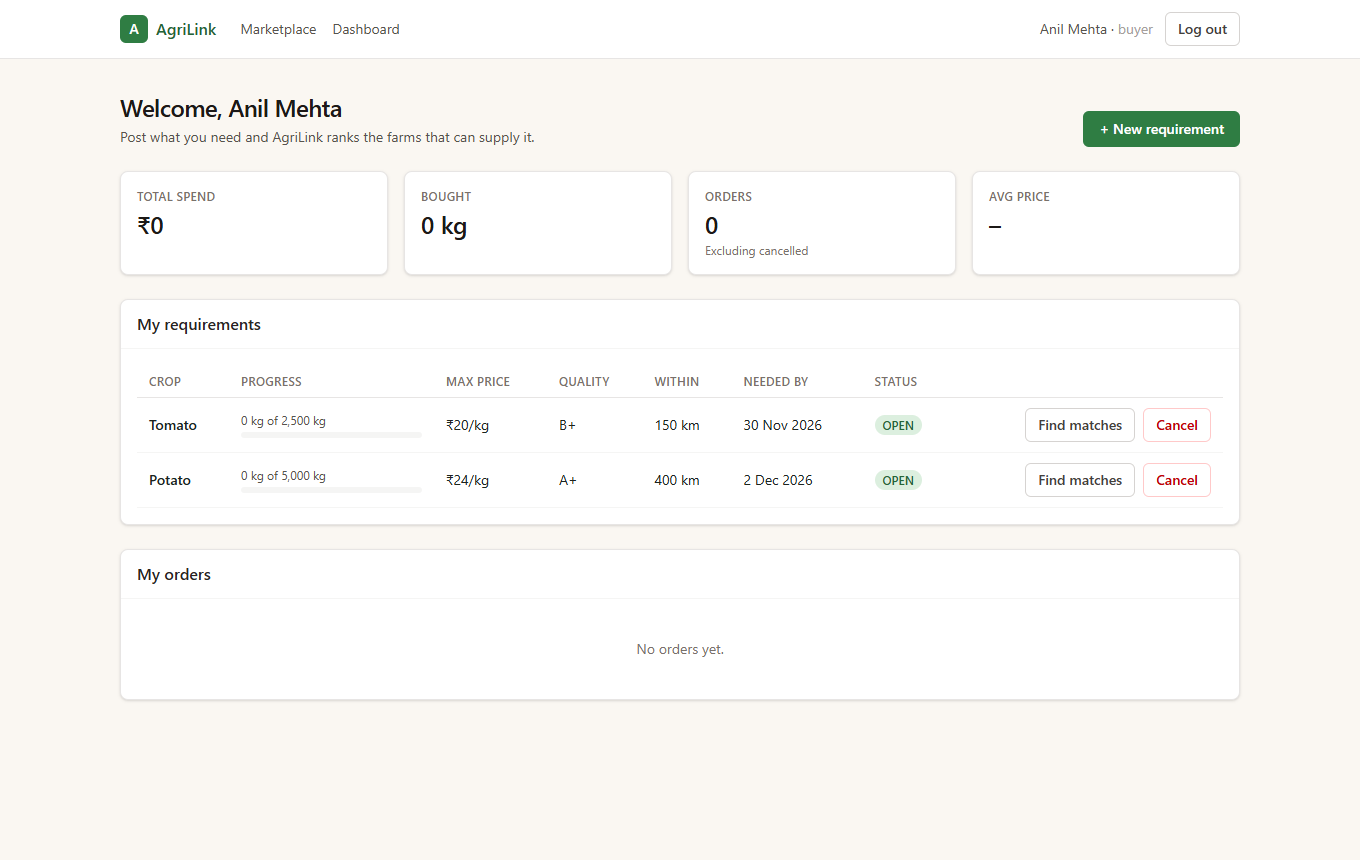 A AgriLink Marketplace Dashboard Anil Mehta · buyer Log out
Welcome, Anil Mehta
Post what you need and AgriLink ranks the farms that can supply it.
+ New requirement
TOTAL SPEND
₹0
BOUGHT
0 kg
ORDERS
0
Excluding cancelled
AVG PRICE
–
My requirements
CROP PROGRESS MAX PRICE QUALITY WITHIN NEEDED BY STATUS
Tomato 0 kg of 2,500 kg ₹20/kg B+ 150 km 30 Nov 2026 OPEN Find matches Cancel
Potato 0 kg of 5,000 kg ₹24/kg A+ 400 km 2 Dec 2026 OPEN Find matches Cancel
My orders
No orders yet.